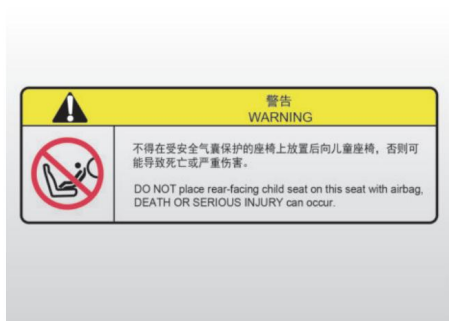 警告
WARNING
不得在受安全气囊保护的座椅上放置后向儿童座椅，否则可
能导致死亡或严重伤害。
DO NOT place rear-facing child seat on this seat with airbag,
DEATH OR SERIOUS INJURY can occur.